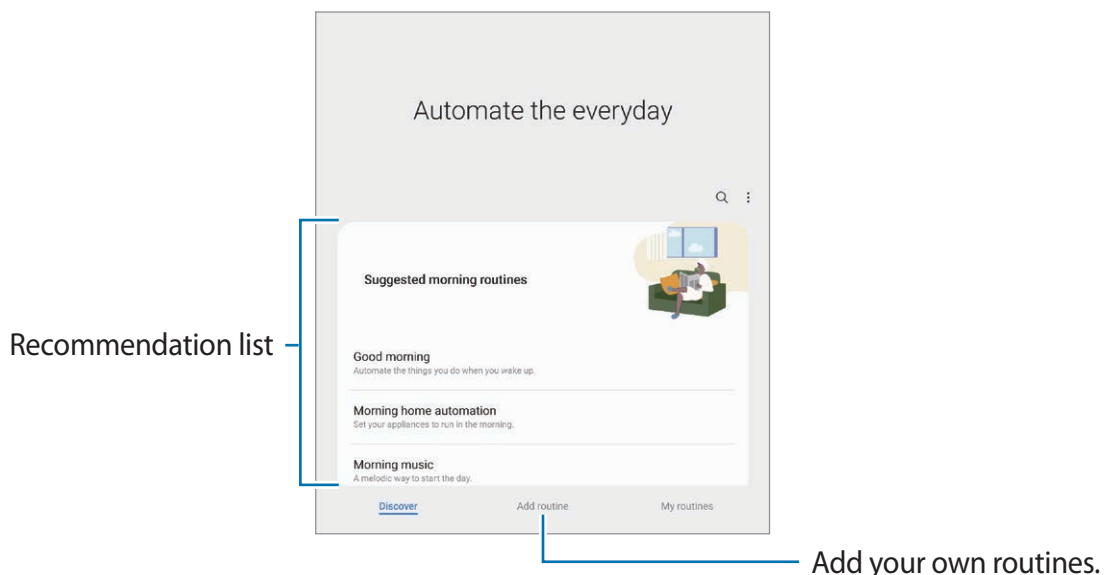 Automate the everyday
Suggested morning routines
Recommendation list
Good morning
Automate the things you do when you wake up.
Morning home automation
Set your appliances to run in the morning.
Morning music
A melodic way to start the day.
Discover
Add routine
My routines
Add your own routines.